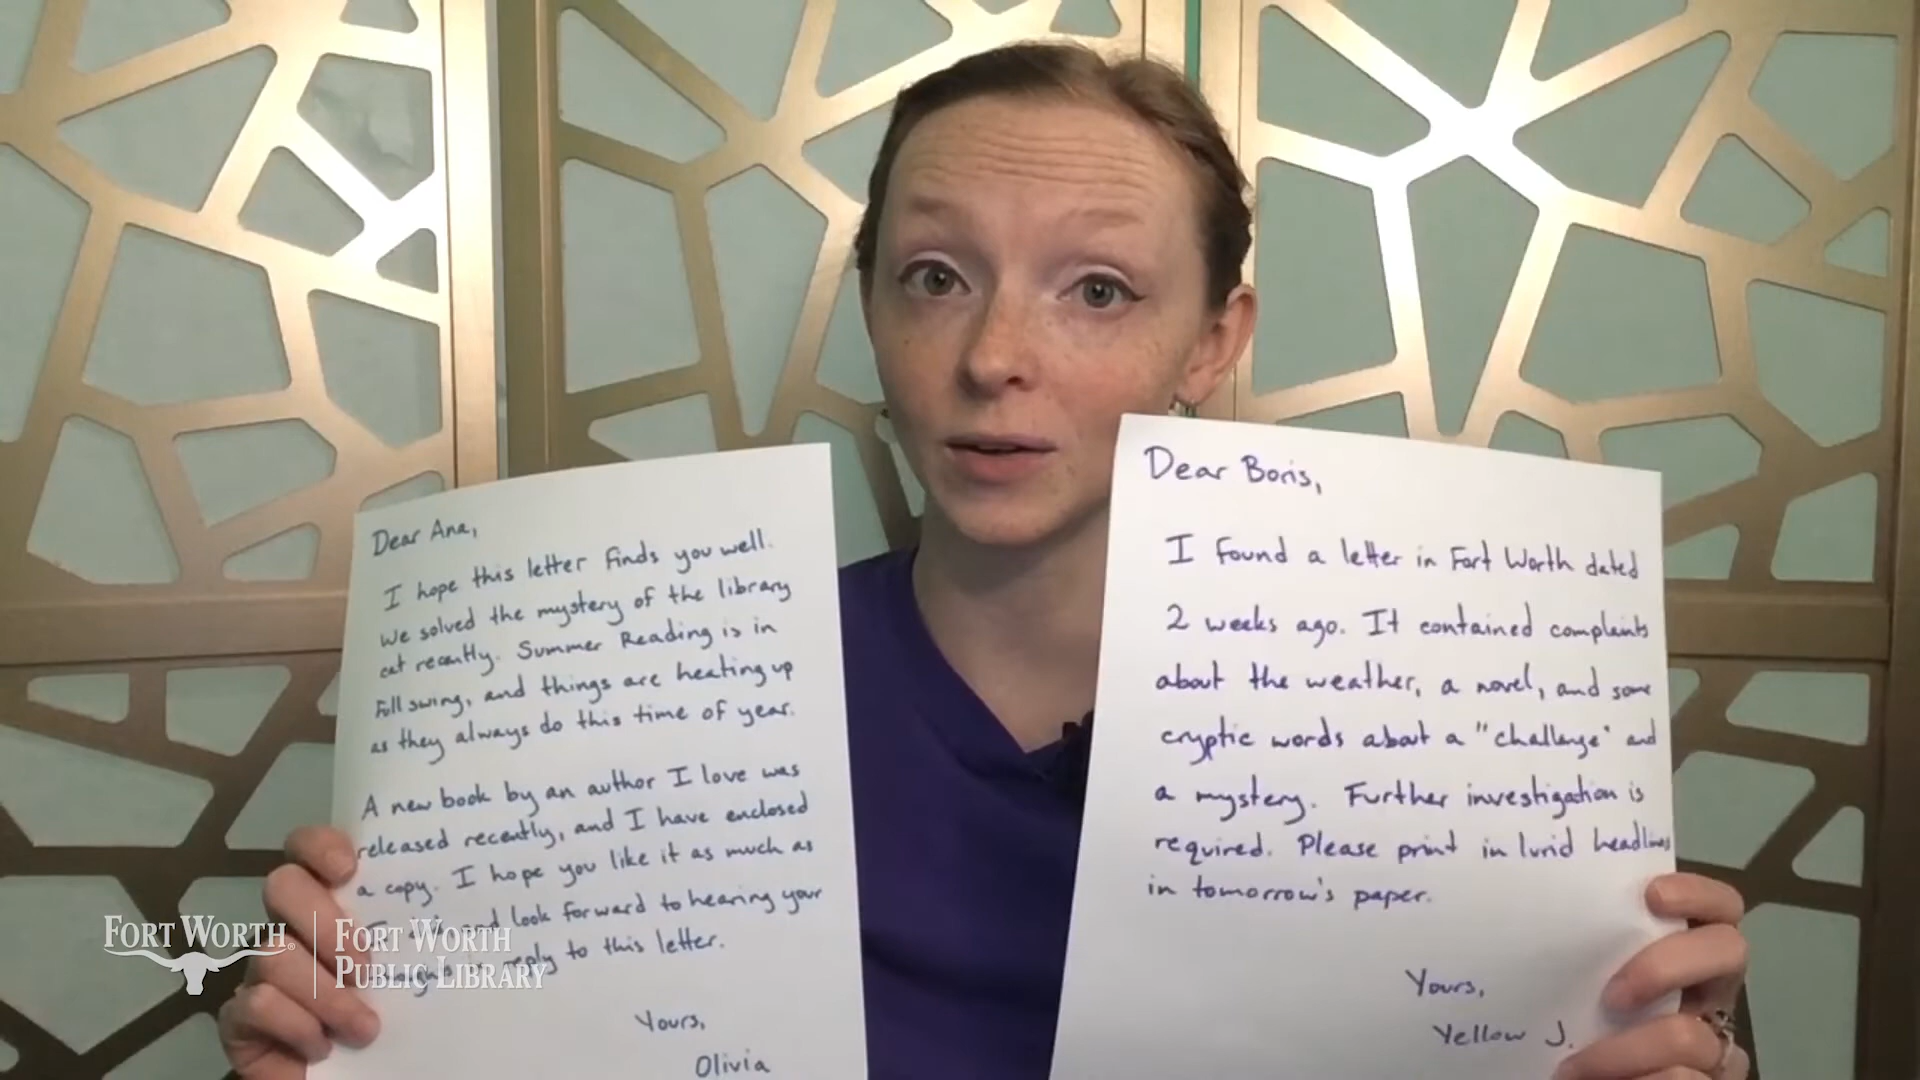 Dear Ana,
I hope this letter finds you well.
We solved the mystery of the library
cat recently. Summer Reading is in
full swing, and things are heating up
as they always do this time of year.
A new book by an author I love was
released recently, and I have enclosed
a copy. I hope you like it as much as
and look forward to hearing your
reply to this letter.
Yours,
Olivia
Dear Boris,
I found a letter in Fort Worth dated
2 weeks ago. It contained complaints
about the weather, a novel, and some
cryptic words about a "challenge" and
a mystery. Further investigation is
required. Please print in lurid headlines
in tomorrow's paper.
Yours,
Yellow J.
FORT WORTH®
FORT WORTH
PUBLIC LIBRARY